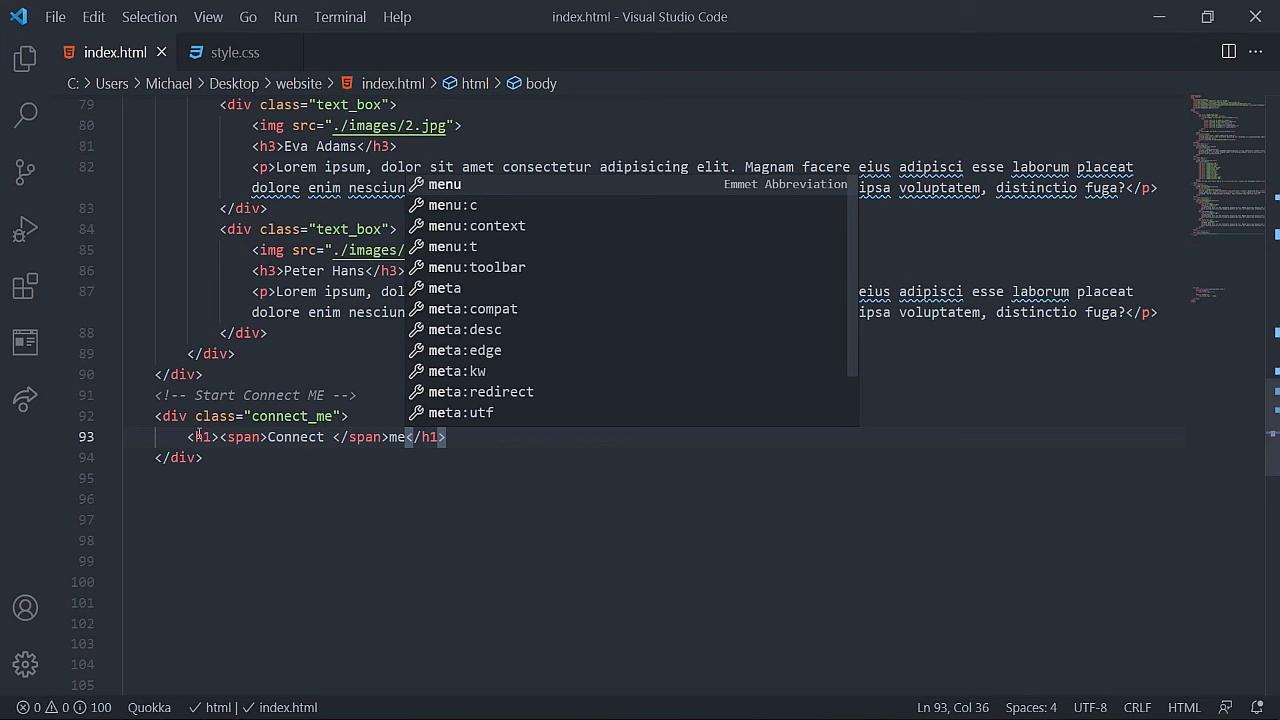 File Edit Selection View Go Run Terminal Help index.html - Visual Studio Code
index.html style.css
C: Users Michael Desktop website index.html html body
79 <div class="text_box">
80 <img src="./images/2.jpg">
81 <h3>Eva Adams</h3>
82 <p>Lorem ipsum, dolor sit amet consectetur adipisicing elit. Magnam facere eius adipisci esse laborum placeat
dolore enim nesciun ipsa voluptatem, distinctio fuga?</p>
83 </div>
84 <div class="text_box">
85 <img src="./images/
86 <h3>Peter Hans</h3>
87 <p>Lorem ipsum, do eius adipisci esse laborum placeat
dolore enim nesciun ipsa voluptatem, distinctio fuga?</p>
88 </div>
89 </div>
90 </div>
91 <!-- Start Connect ME -->
92 <div class="connect_me">
93 <h1><span>Connect </span>me</h1>
94 </div>
95
96
97
98
99
100
101
102
103
104
105
menu Emmet Abbreviation
menu:c
menu:context
menu:t
menu:toolbar
meta
meta:compat
meta:desc
meta:edge
meta:kw
meta:redirect
meta:utf
0 0 100 Quokka html | index.html Ln 93, Col 36 Spaces: 4 UTF-8 CRLF HTML